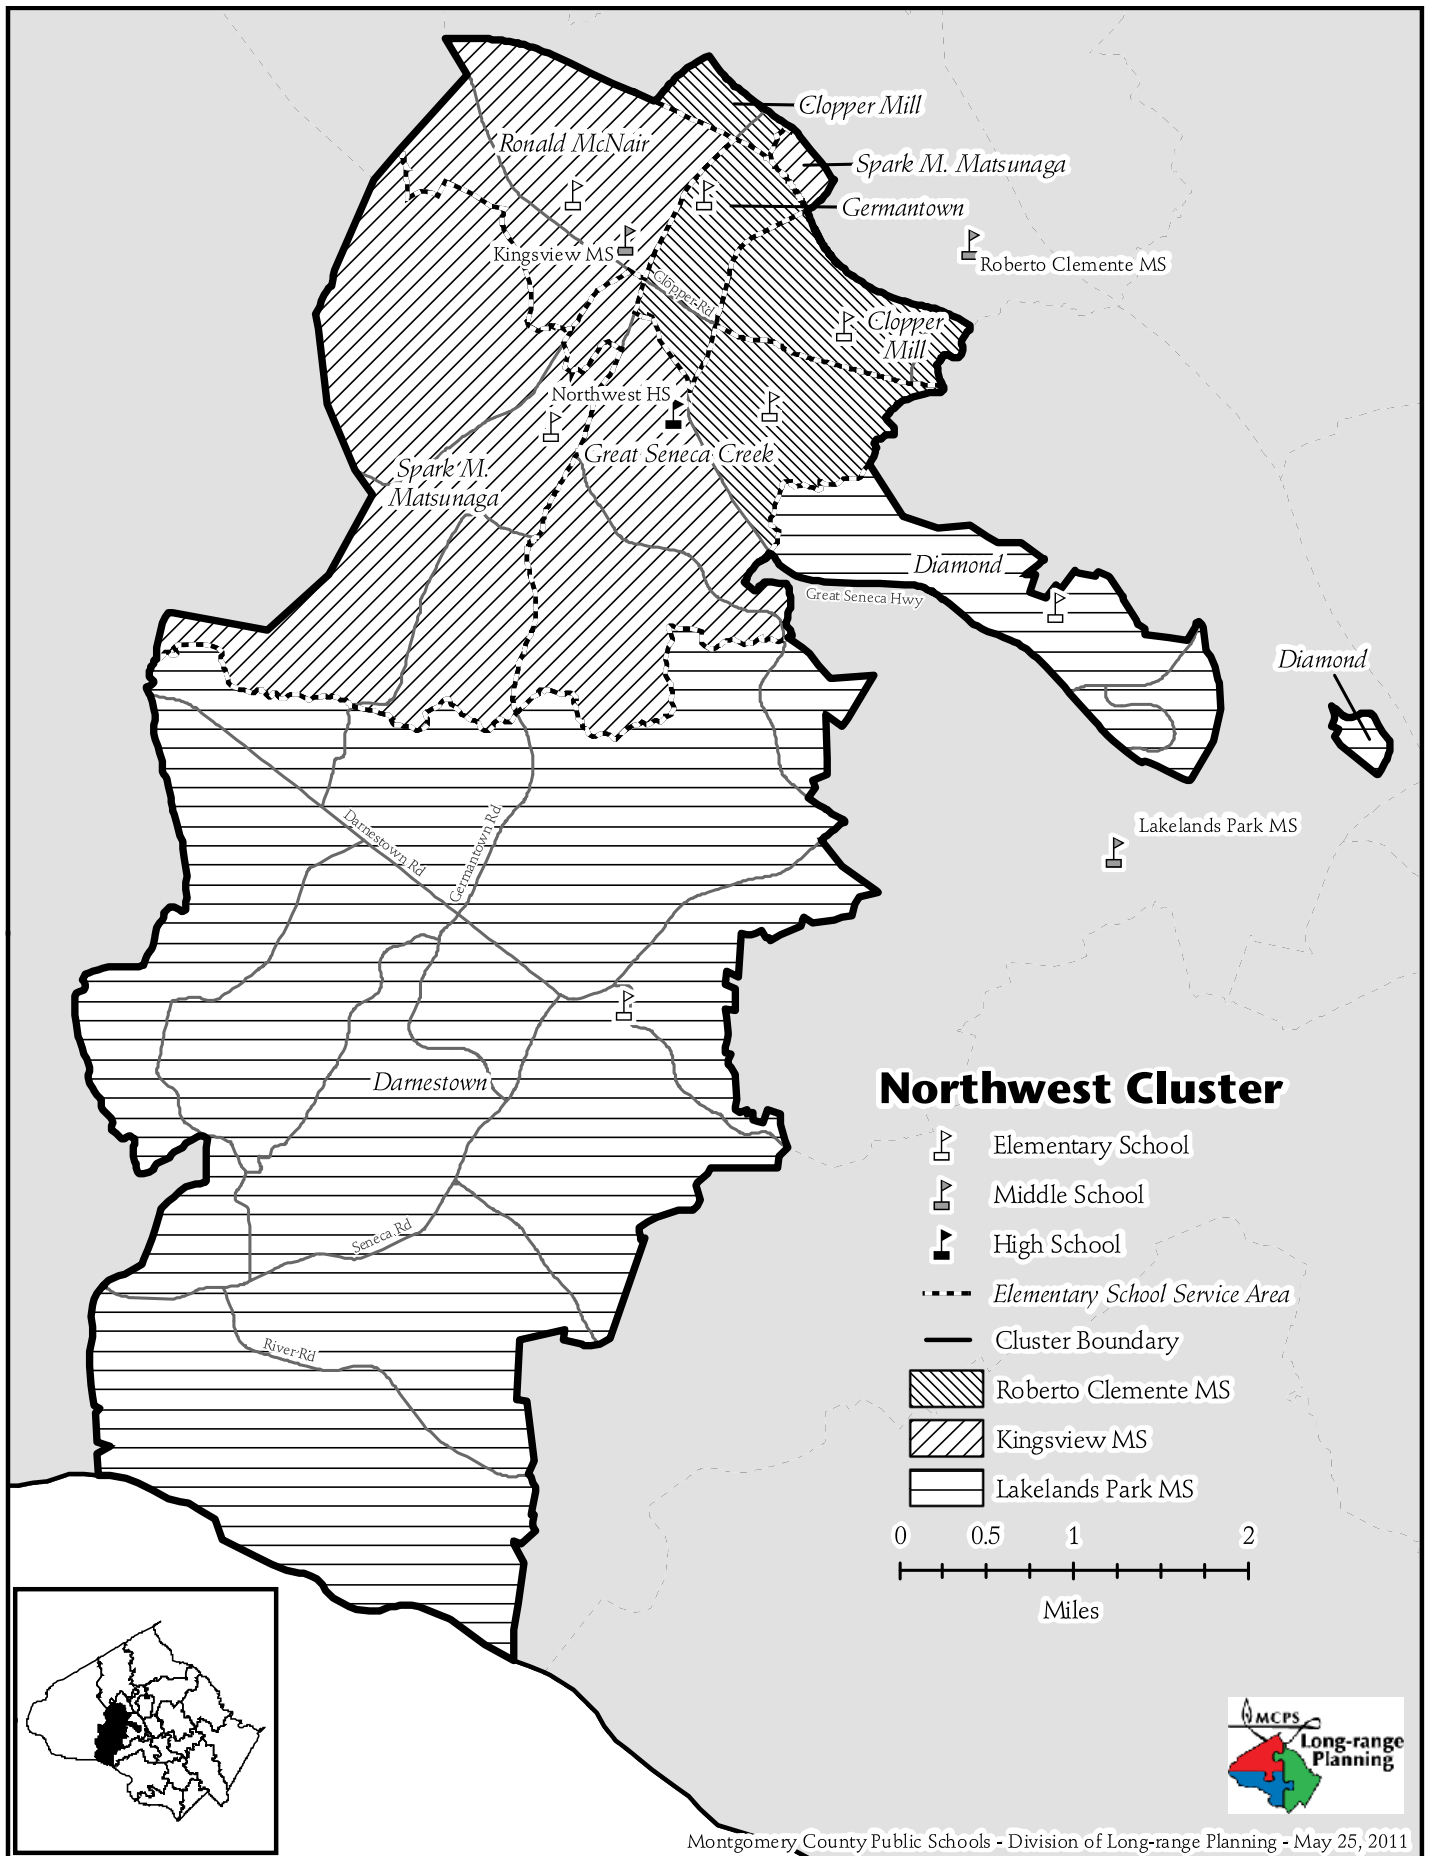 Clopper Mill
Ronald McNair
Spark M. Matsunaga
Germantown
Kingsview MS
Roberto Clemente MS
Clopper Rd
Clopper
Mill
Northwest HS
Great Seneca Creek
Spark M.
Matsunaga
Diamond
Great Seneca Hwy
Diamond
Lakelands Park MS
Darnestown Rd
Germantown Rd
Darnestown
Seneca Rd
River Rd
Northwest Cluster
Elementary School
Middle School
High School
Elementary School Service Area
Cluster Boundary
Roberto Clemente MS
Kingsview MS
Lakelands Park MS
0 0.5 1 2
Miles
MCPS
Long-range
Planning
Montgomery County Public Schools - Division of Long-range Planning - May 25, 2011